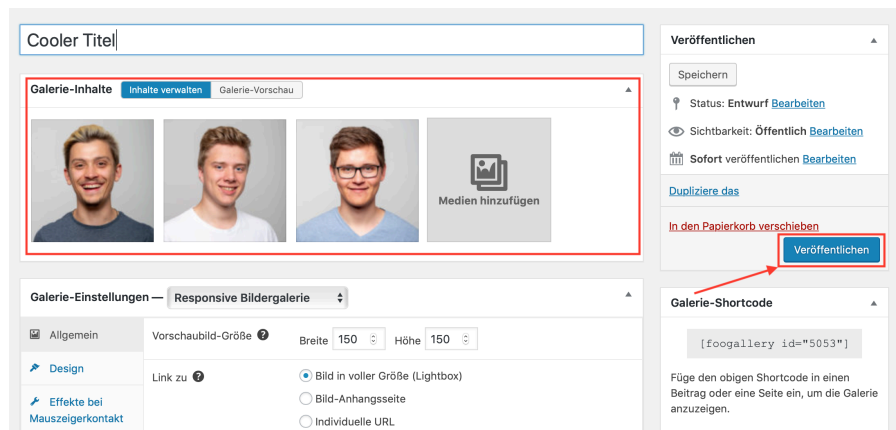 Cooler Titel
Galerie-Inhalte Inhalte verwalten Galerie-Vorschau
Medien hinzufügen
Galerie-Einstellungen — Responsive Bildergalerie
Allgemein
Design
Effekte bei
Mauszeigerkontakt
Vorschaubild-Größe ? Breite 150 Höhe 150
Link zu ? Bild in voller Größe (Lightbox)
Bild-Anhangsseite
Individuelle URL
Veröffentlichen
Speichern
Status: Entwurf Bearbeiten
Sichtbarkeit: Öffentlich Bearbeiten
Sofort veröffentlichen Bearbeiten
Dupliziere das
In den Papierkorb verschieben
Veröffentlichen
Galerie-Shortcode
[foogallery id="5053"]
Füge den obigen Shortcode in einen
Beitrag oder eine Seite ein, um die Galerie
anzuzeigen.